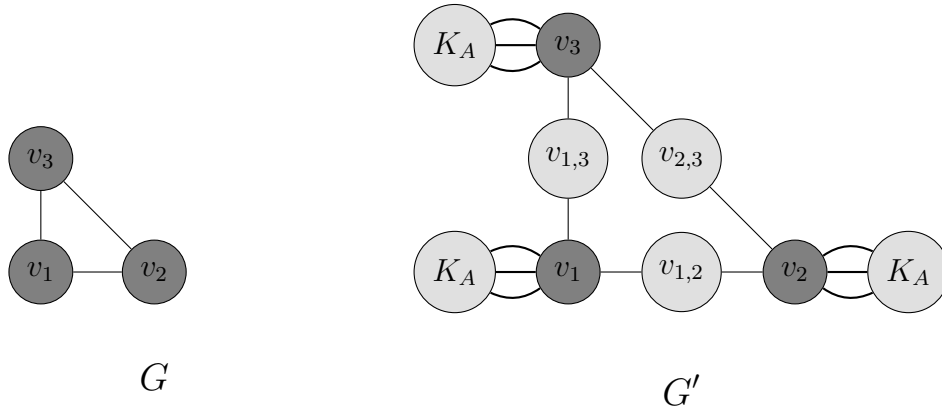 K_A v_3
v_3 v_{1,3} v_{2,3}
v_1 v_2 K_A v_1 v_{1,2} v_2 K_A
G G′